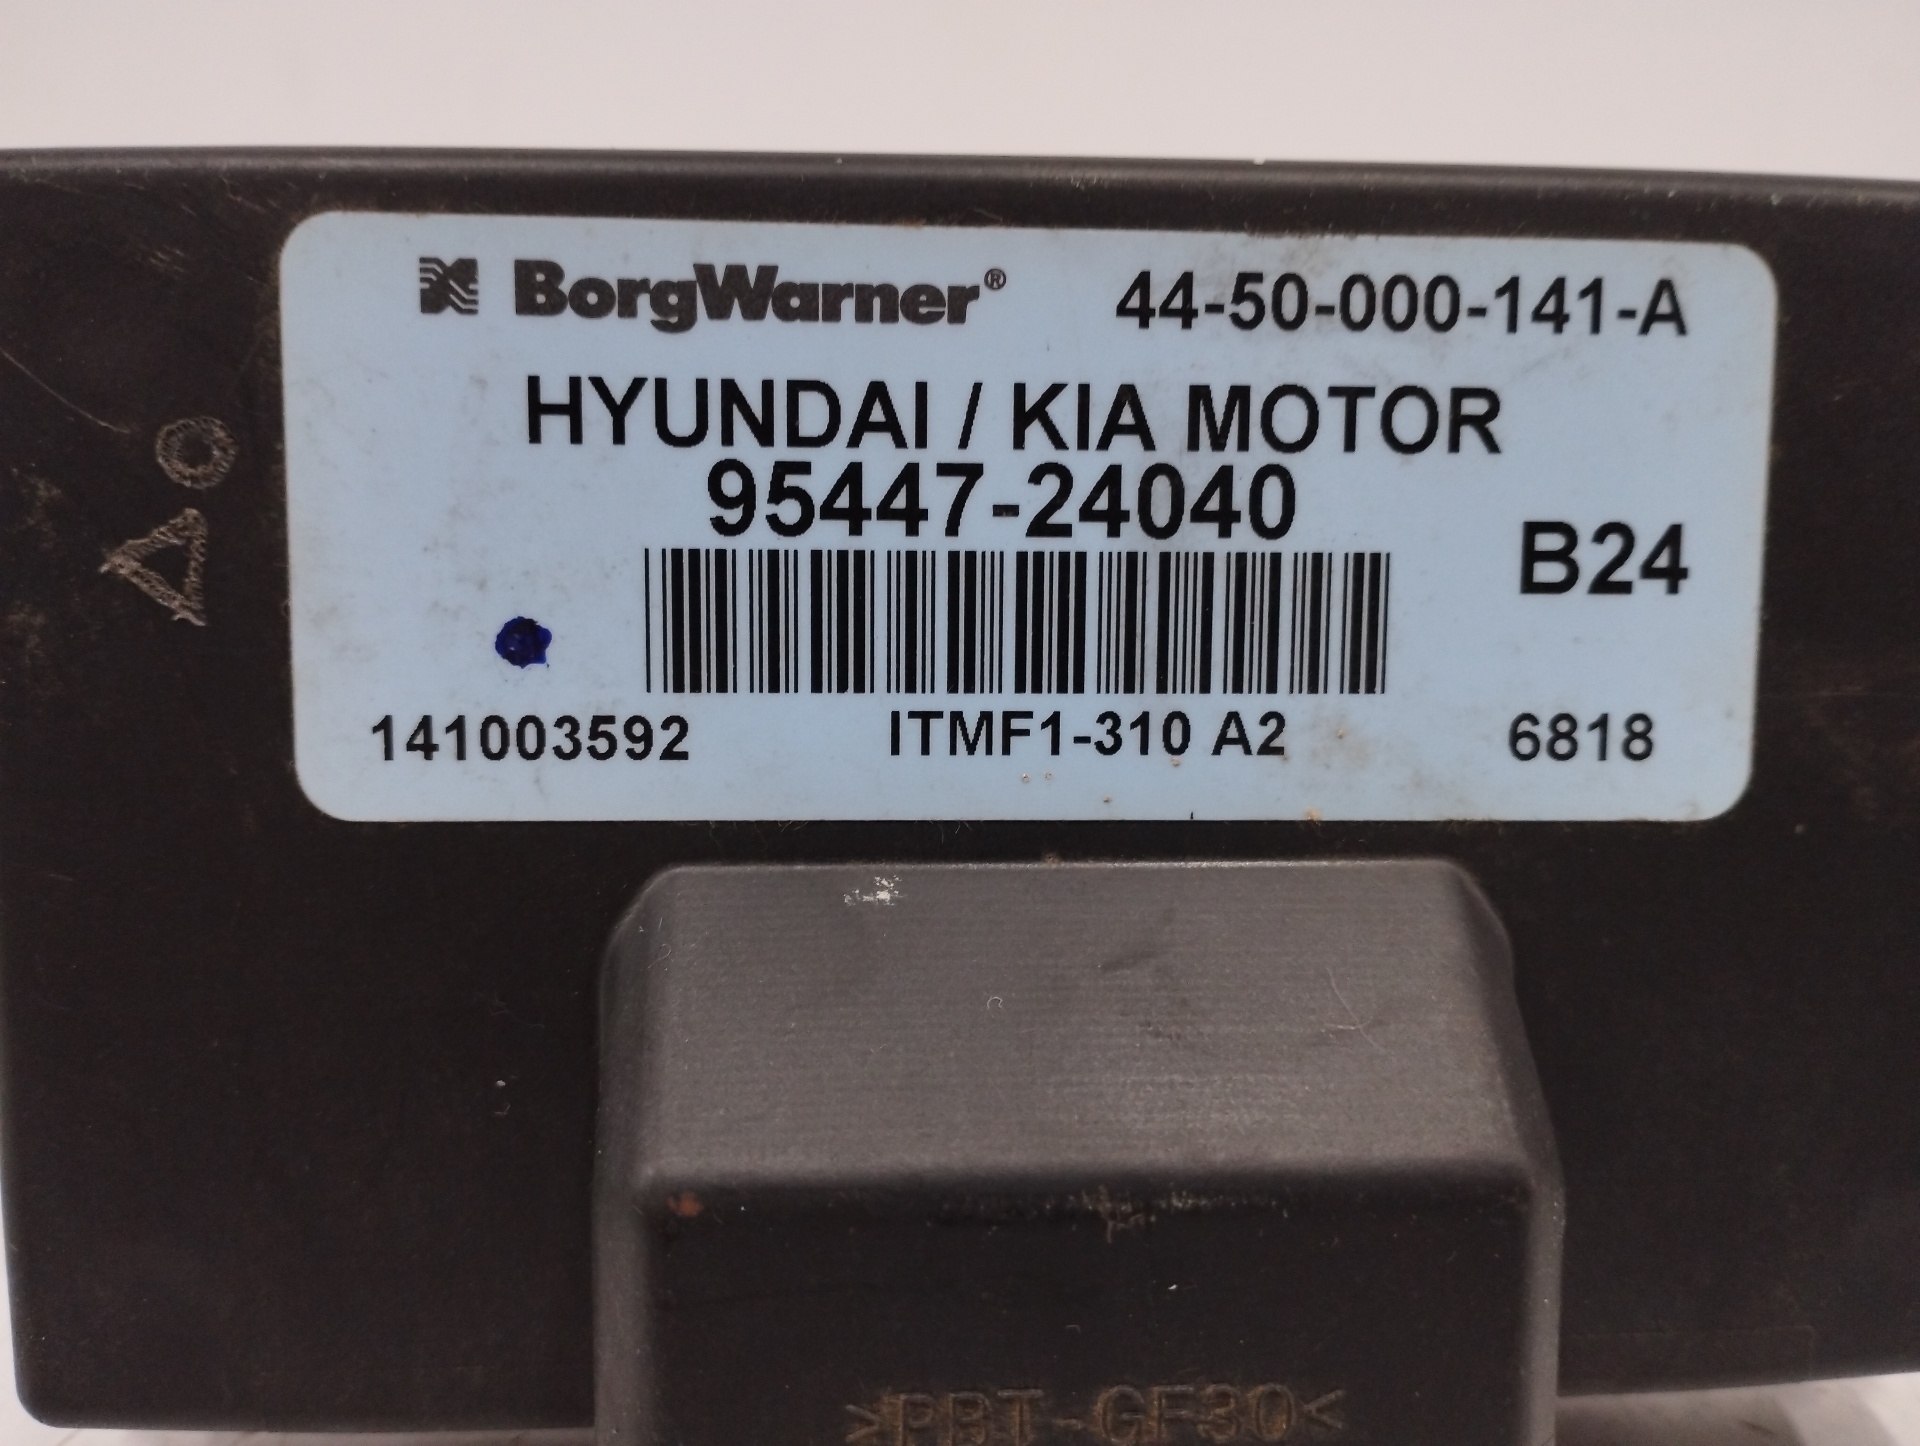 BorgWarner® 44-50-000-141-A
HYUNDAI / KIA MOTOR
95447-24040
B24
141003592 ITMF1-310 A2 6818
>PBT-GF30<